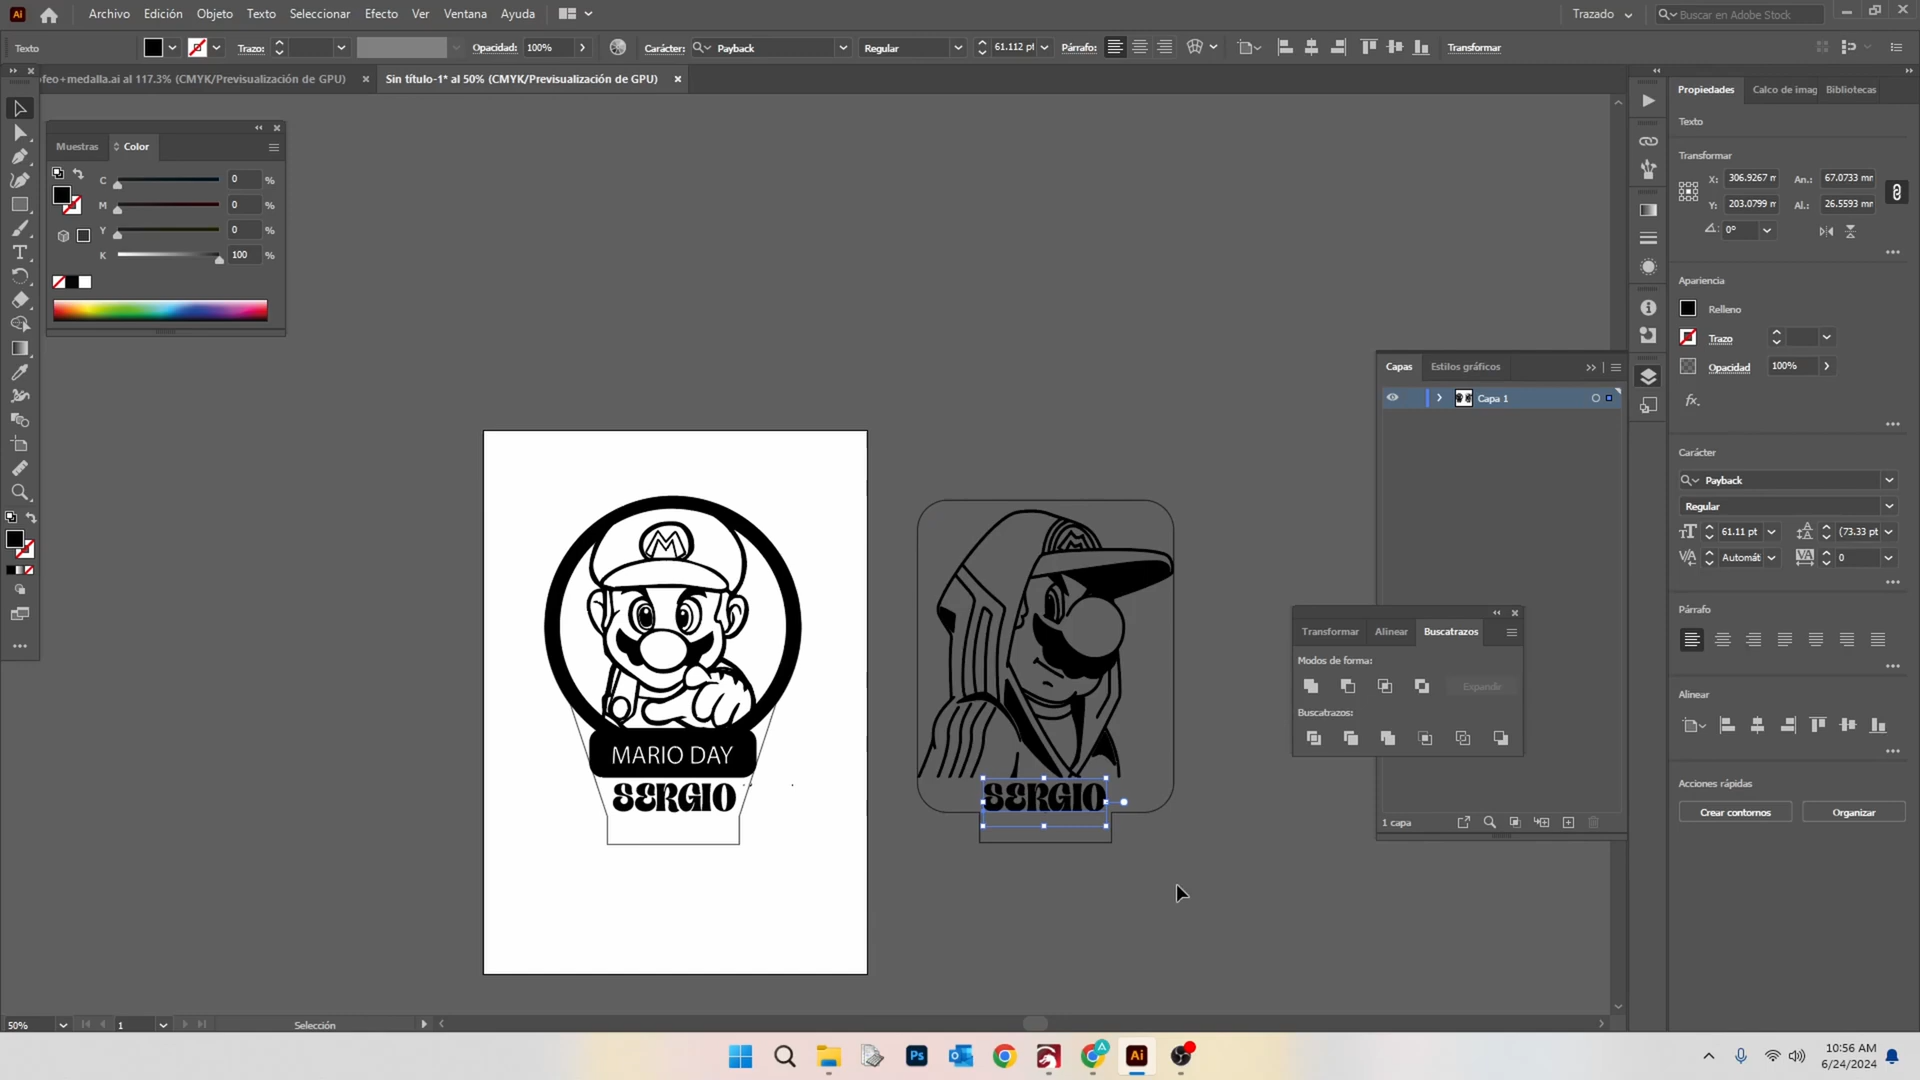 Archivo Edición Objeto Texto Seleccionar Efecto Ver Ventana Ayuda
Trazado
Buscar en Adobe Stock
Texto
Trazo:
Opacidad: 100%
Carácter: Payback
Regular
61.112 pt
Párrafo:
Transformar
ofeo+medalla.ai al 117.3% (CMYK/Previsualización de GPU)
Sin título-1* al 50% (CMYK/Previsualización de GPU)
Muestras Color
C 0 %
M 0 %
Y 0 %
K 100 %
M
MARIO DAY
SERGIO
M
SERGIO
Capas Estilos gráficos
Capa 1
1 capa
Transformar Alinear Buscatrazos
Modos de forma:
Expandir
Buscatrazos:
Propiedades Calco de imag Bibliotecas
Texto
Transformar
X: 306.9267 m An.: 67.0733 mm
Y: 203.0799 m Al.: 26.5593 mm
0°
Apariencia
Relleno
Trazo
Opacidad 100%
fx.
Carácter
Payback
Regular
61.11 pt (73.33 pt
Automát 0
Párrafo
Alinear
Acciones rápidas
Crear contornos Organizar
50% 1 Selección
Ps Ai
10:56 AM
6/24/2024